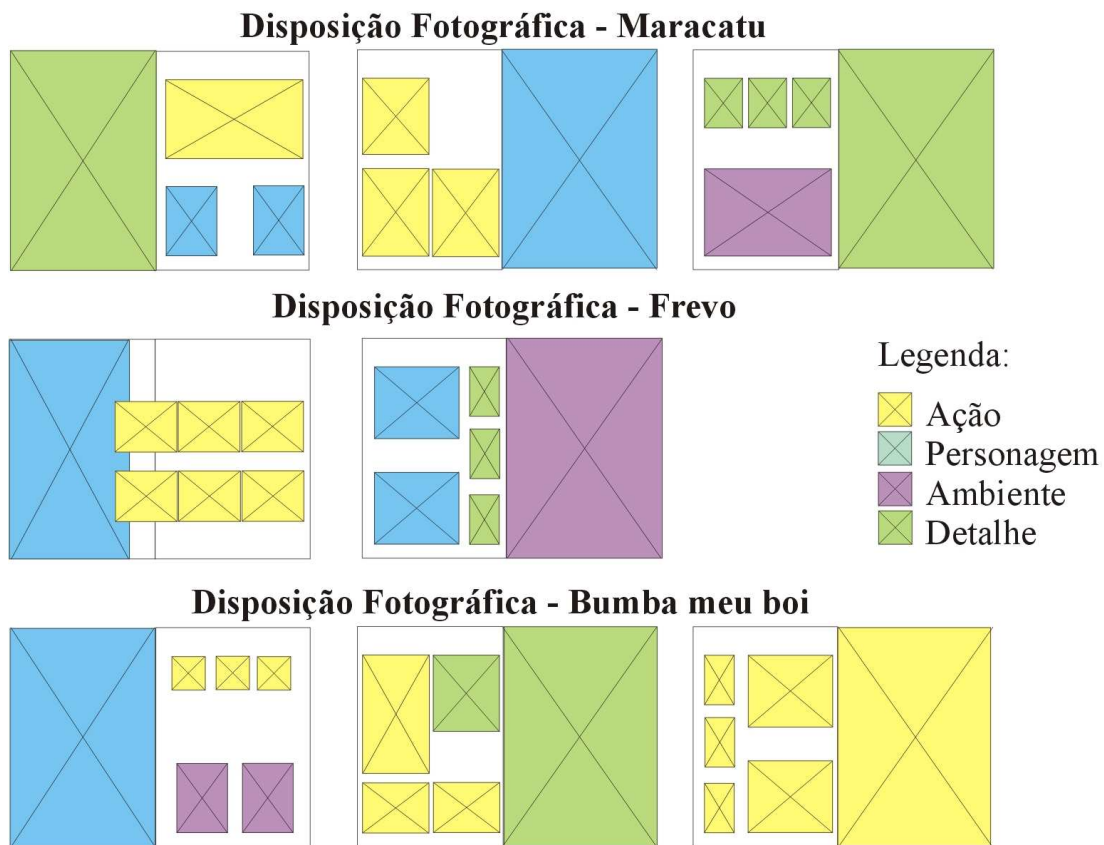 Disposição Fotográfica - Maracatu
Disposição Fotográfica - Frevo
Legenda:
Ação
Personagem
Ambiente
Detalhe
Disposição Fotográfica - Bumba meu boi